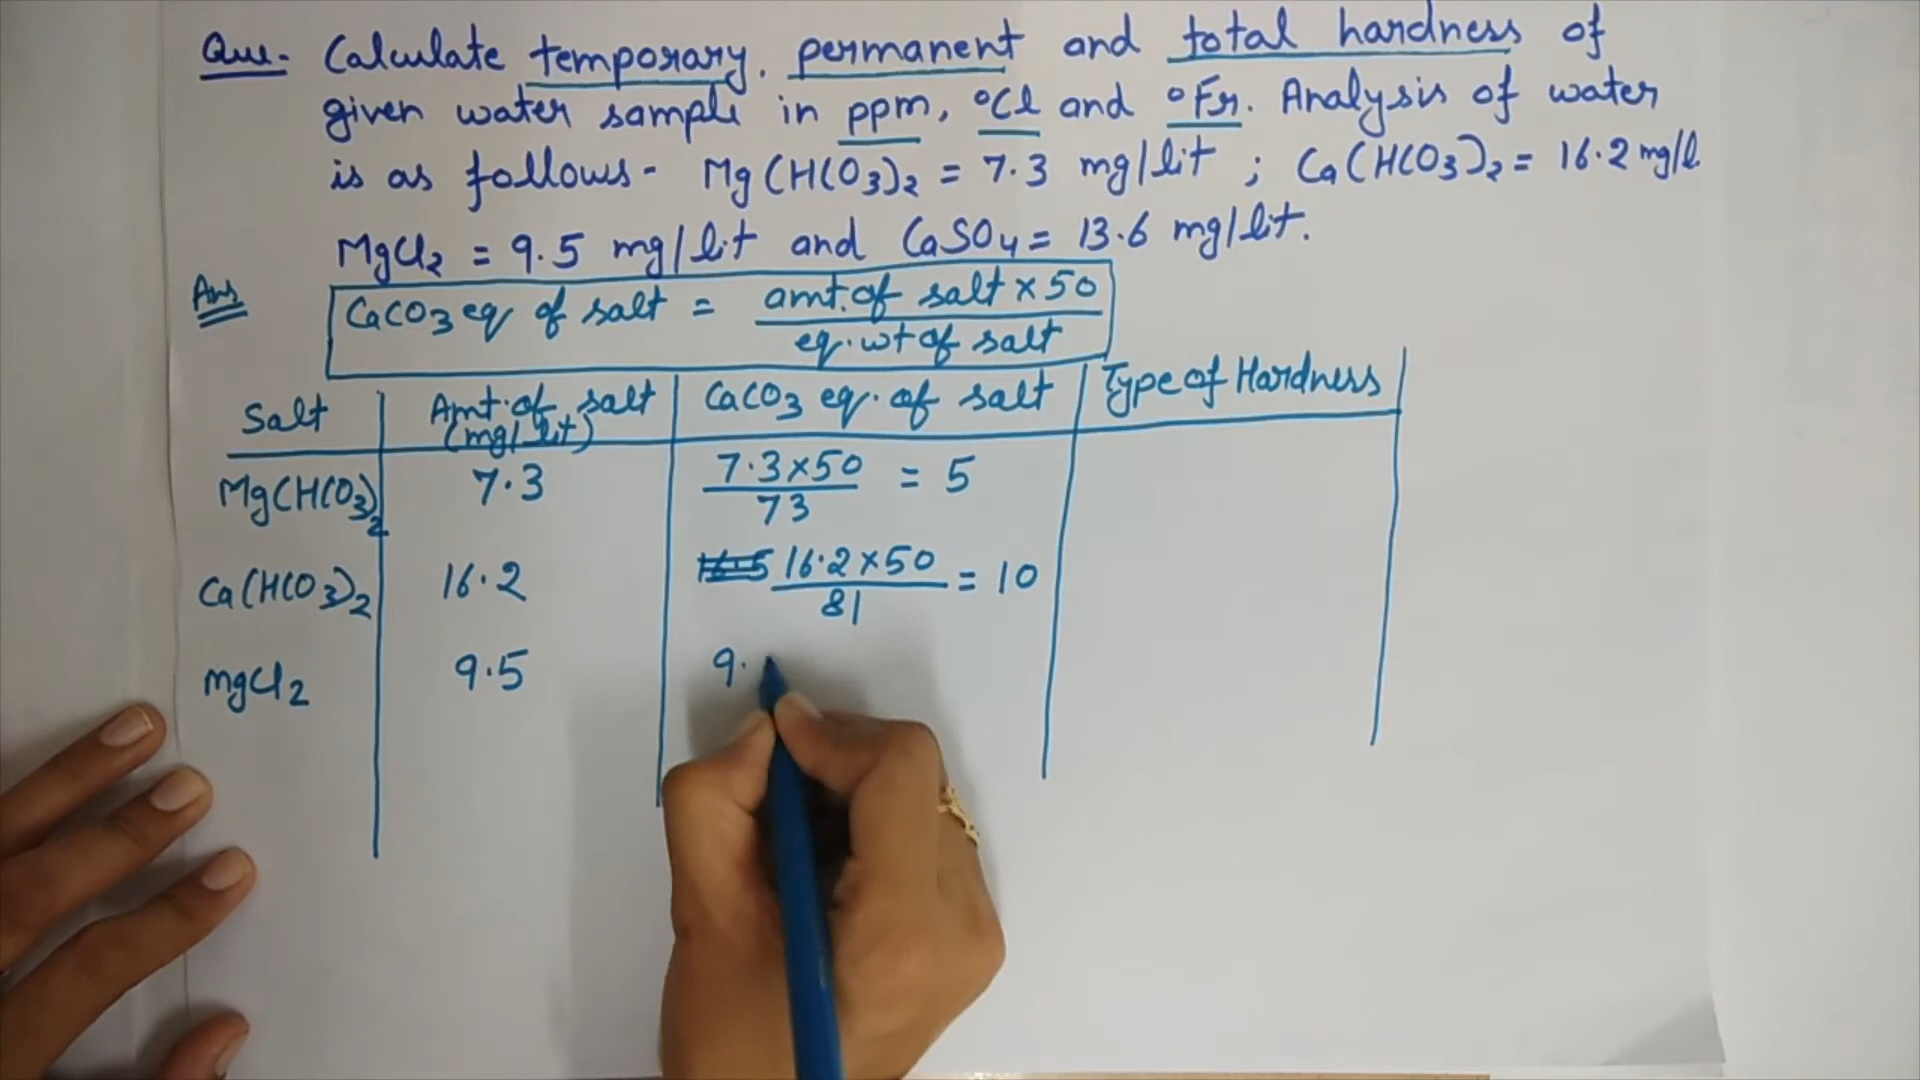 Que- Calculate temporary, permanent and total hardness of
given water sample in ppm, °Cl and °Fr. Analysis of water
is as follows- Mg(HCO3)2 = 7.3 mg/lit ; Ca(HCO3)2 = 16.2 mg/l
MgCl2 = 9.5 mg/lit and CaSO4 = 13.6 mg/lit.
Ans
CaCO3 eq of salt = amt. of salt × 50
eq. wt of salt
Salt Amt. of salt CaCO3 eq. of salt Type of Hardness
(mg/lit)
Mg(HCO3)2 7.3 7.3×50 = 5
73
Ca(HCO3)2 16.2 16.5 16.2×50 = 10
81
mgCl2 9.5 9.